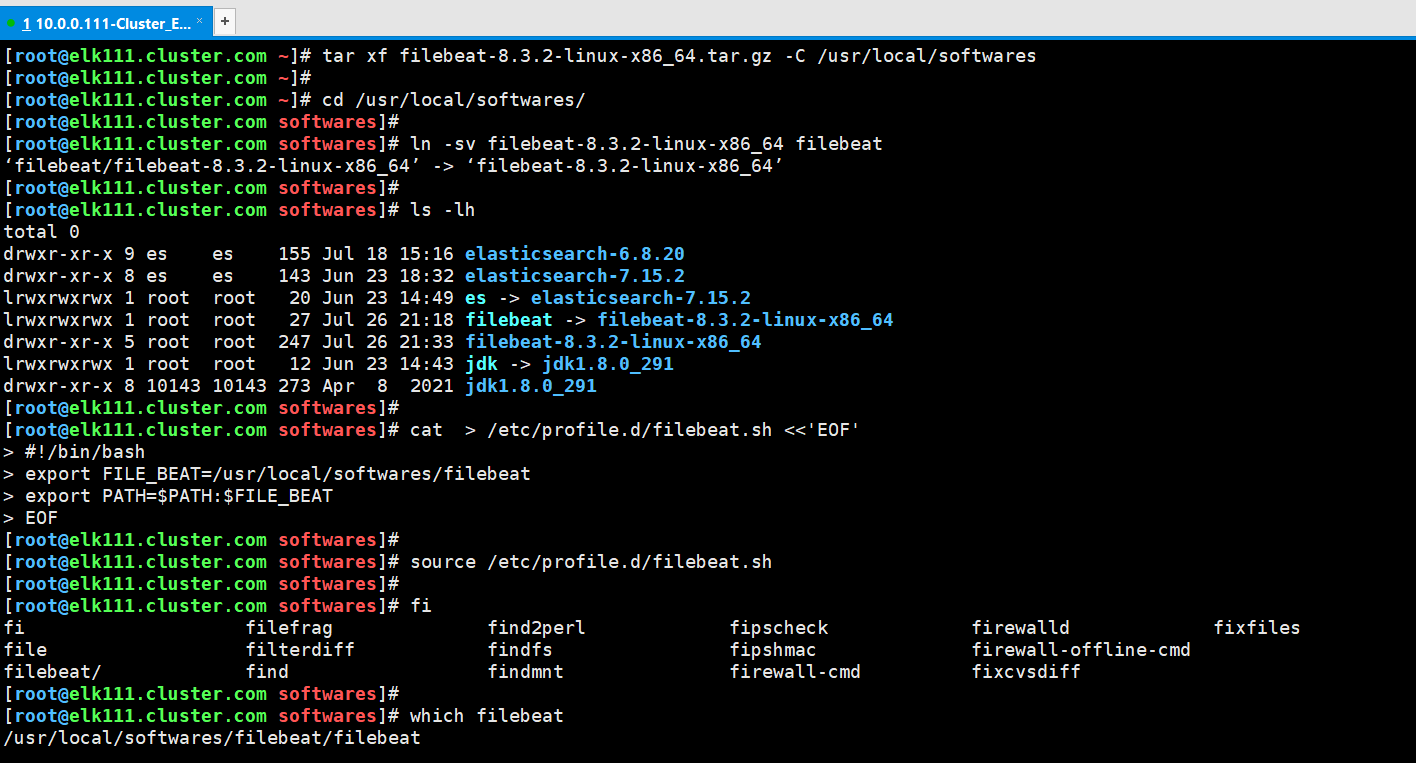 1 10.0.0.111-Cluster_E... × +
[root@elk111.cluster.com ~]# tar xf filebeat-8.3.2-linux-x86_64.tar.gz -C /usr/local/softwares
[root@elk111.cluster.com ~]#
[root@elk111.cluster.com ~]# cd /usr/local/softwares/
[root@elk111.cluster.com softwares]#
[root@elk111.cluster.com softwares]# ln -sv filebeat-8.3.2-linux-x86_64 filebeat
‘filebeat/filebeat-8.3.2-linux-x86_64’ -> ‘filebeat-8.3.2-linux-x86_64’
[root@elk111.cluster.com softwares]#
[root@elk111.cluster.com softwares]# ls -lh
total 0
drwxr-xr-x 9 es    es    155 Jul 18 15:16 elasticsearch-6.8.20
drwxr-xr-x 8 es    es    143 Jun 23 18:32 elasticsearch-7.15.2
lrwxrwxrwx 1 root  root   20 Jun 23 14:49 es -> elasticsearch-7.15.2
lrwxrwxrwx 1 root  root   27 Jul 26 21:18 filebeat -> filebeat-8.3.2-linux-x86_64
drwxr-xr-x 5 root  root  247 Jul 26 21:33 filebeat-8.3.2-linux-x86_64
lrwxrwxrwx 1 root  root   12 Jun 23 14:43 jdk -> jdk1.8.0_291
drwxr-xr-x 8 10143 10143 273 Apr  8  2021 jdk1.8.0_291
[root@elk111.cluster.com softwares]#
[root@elk111.cluster.com softwares]# cat  > /etc/profile.d/filebeat.sh <<'EOF'
> #!/bin/bash
> export FILE_BEAT=/usr/local/softwares/filebeat
> export PATH=$PATH:$FILE_BEAT
> EOF
[root@elk111.cluster.com softwares]#
[root@elk111.cluster.com softwares]# source /etc/profile.d/filebeat.sh
[root@elk111.cluster.com softwares]#
[root@elk111.cluster.com softwares]# fi
fi                    filefrag              find2perl             fipscheck             firewalld             fixfiles
file                  filterdiff            findfs                fipshmac              firewall-offline-cmd
filebeat/             find                  findmnt               firewall-cmd          fixcvsdiff
[root@elk111.cluster.com softwares]#
[root@elk111.cluster.com softwares]# which filebeat
/usr/local/softwares/filebeat/filebeat